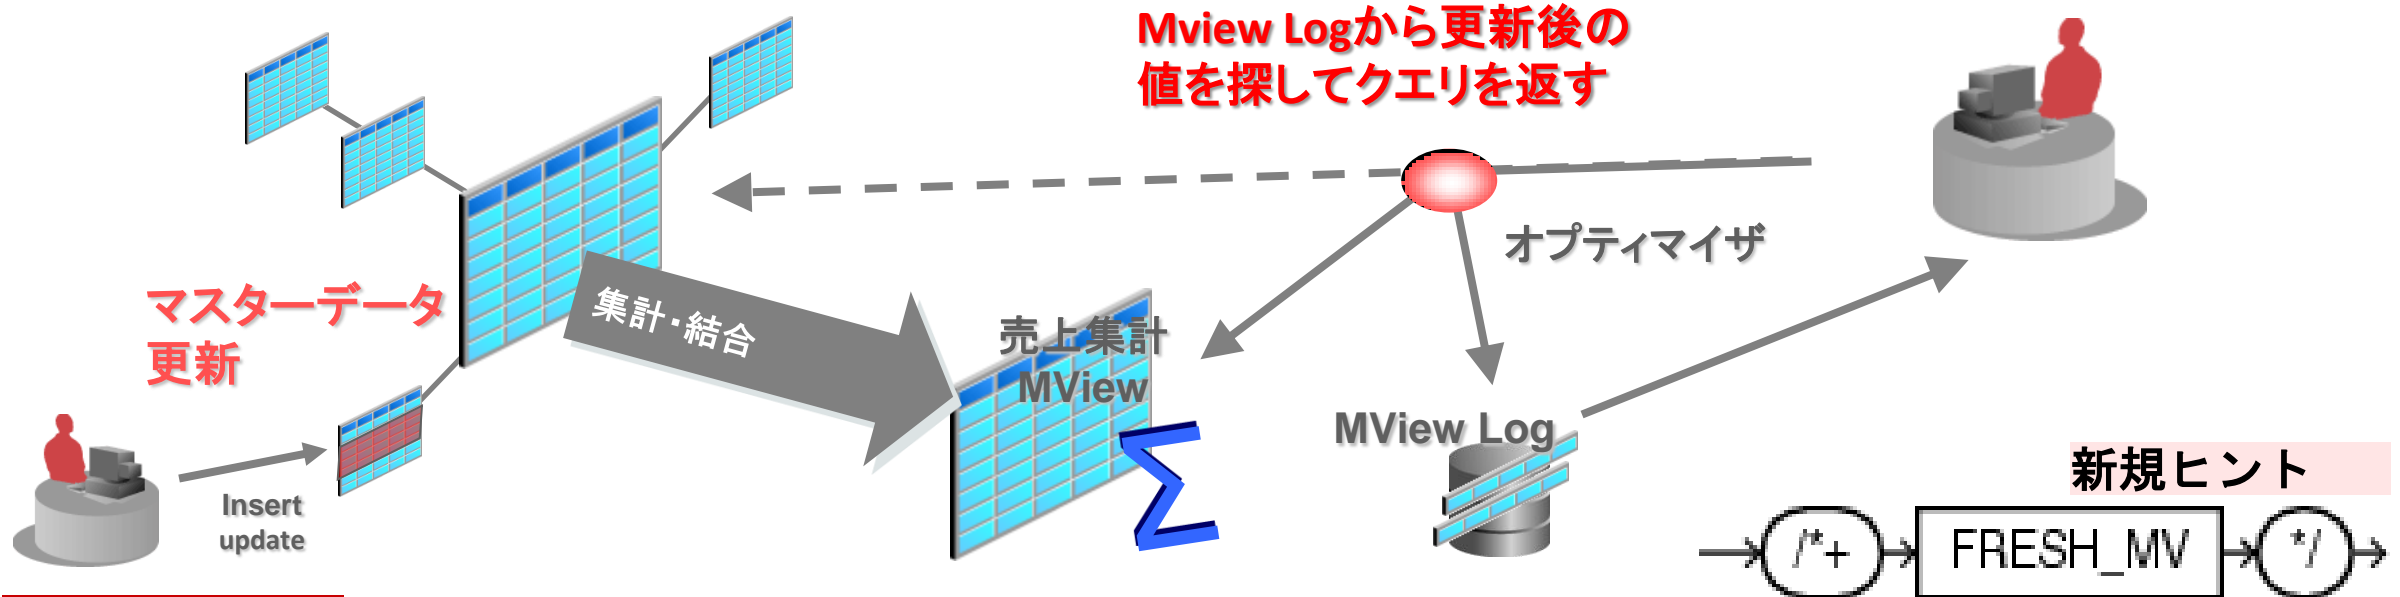 Mview Logから更新後の
値を探してクエリを返す
オプティマイザ
マスターデータ
更新
集計・結合
売上集計
MView
MView Log
Insert
update
新規ヒント
/*+ FRESH_MV */